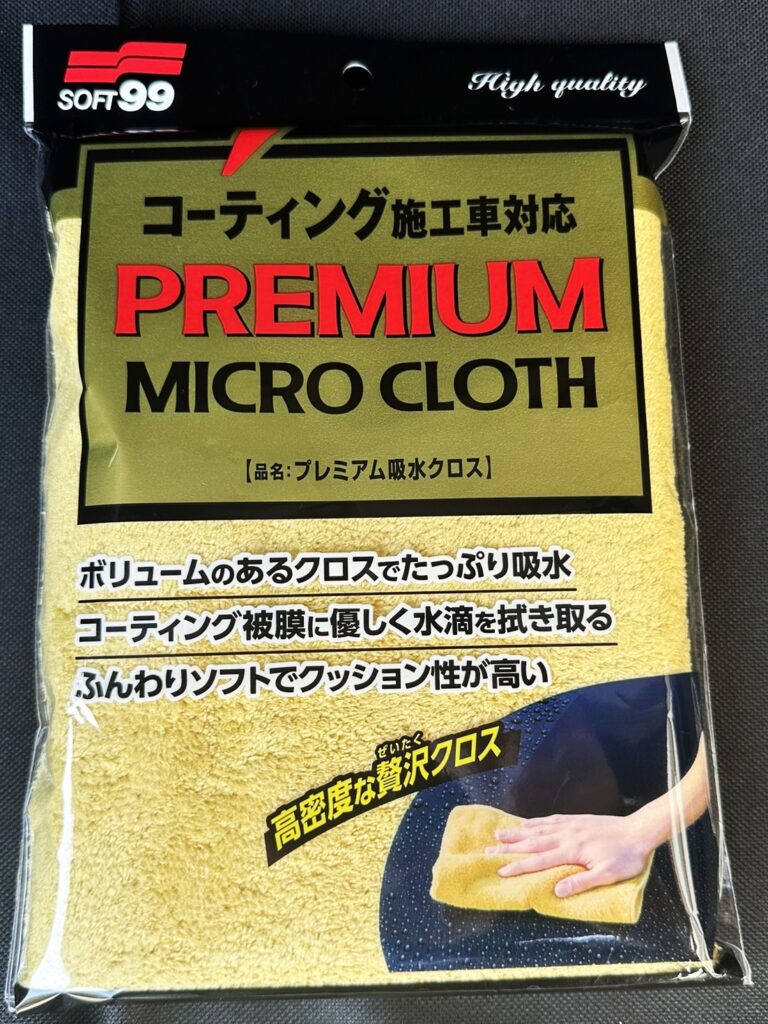 SOFT99
High quality
コーティング施工車対応
PREMIUM
MICRO CLOTH
【品名:プレミアム吸水クロス】
ボリュームのあるクロスでたっぷり吸水
コーティング被膜に優しく水滴を拭き取る
ふんわりソフトでクッション性が高い
ぜいたく
高密度な贅沢クロス